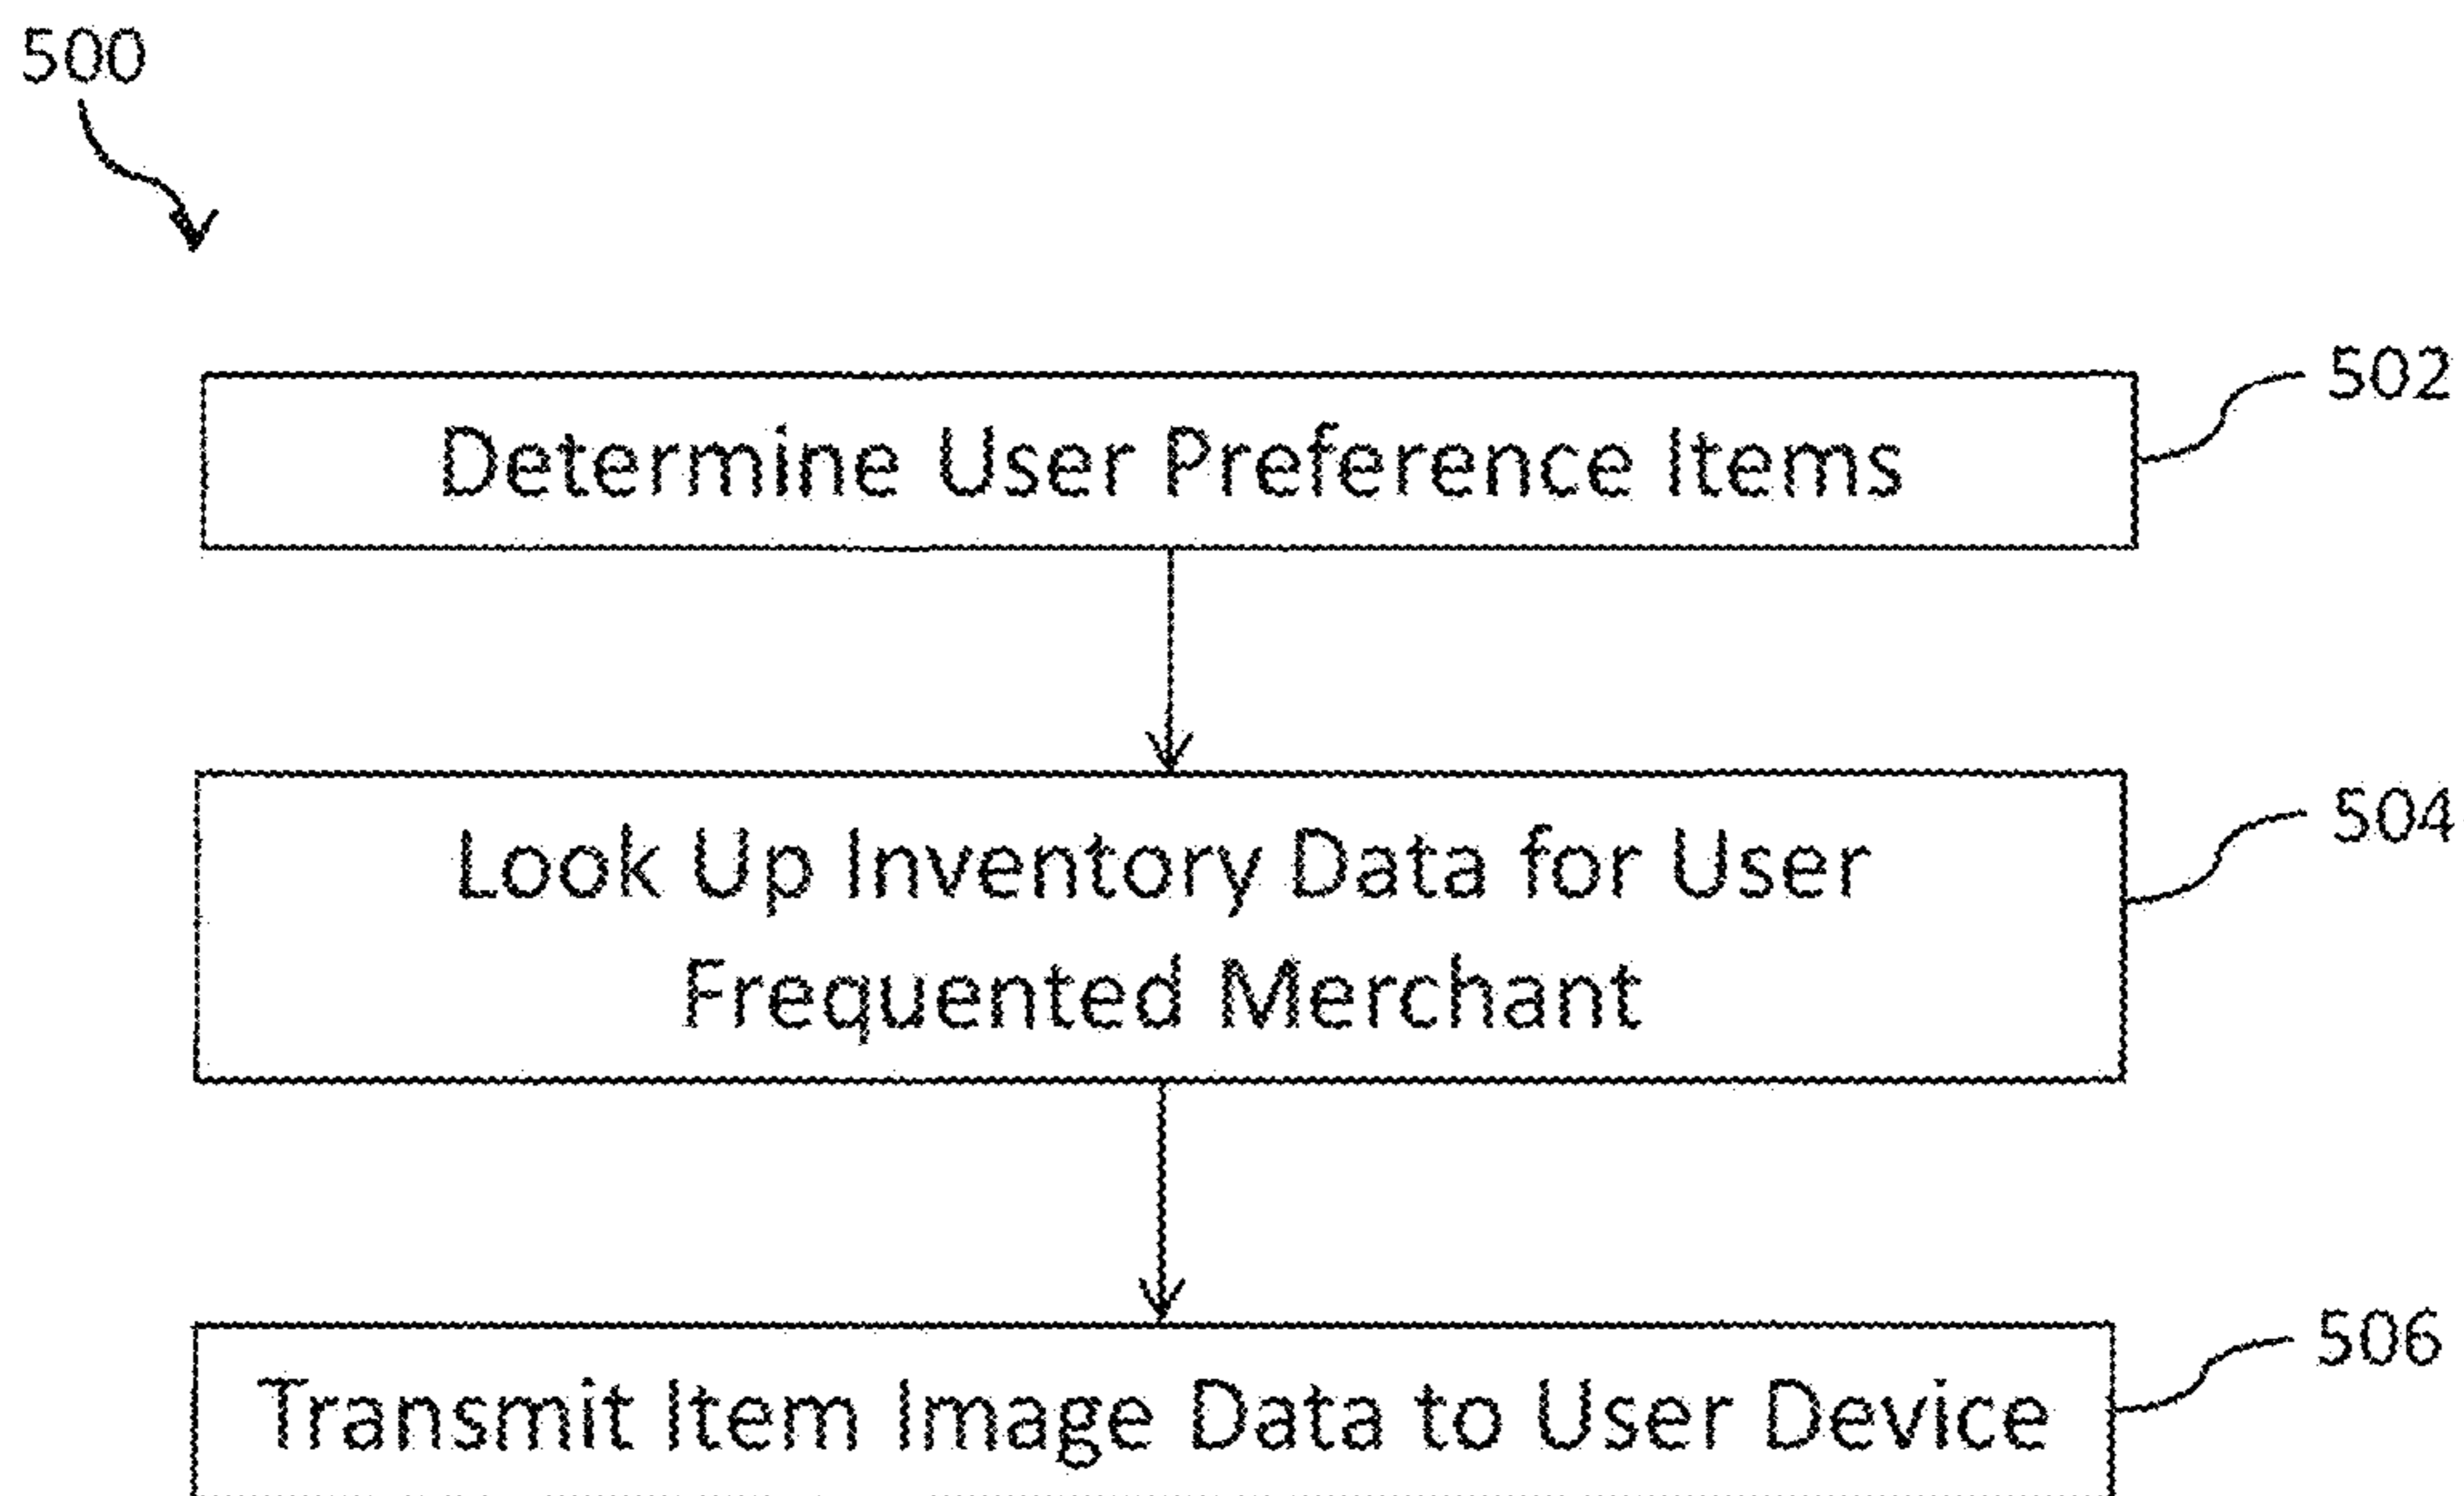 500
502
Determine User Preference Items
504
Look Up Inventory Data for User
Frequented Merchant
506
Transmit Item Image Data to User Device